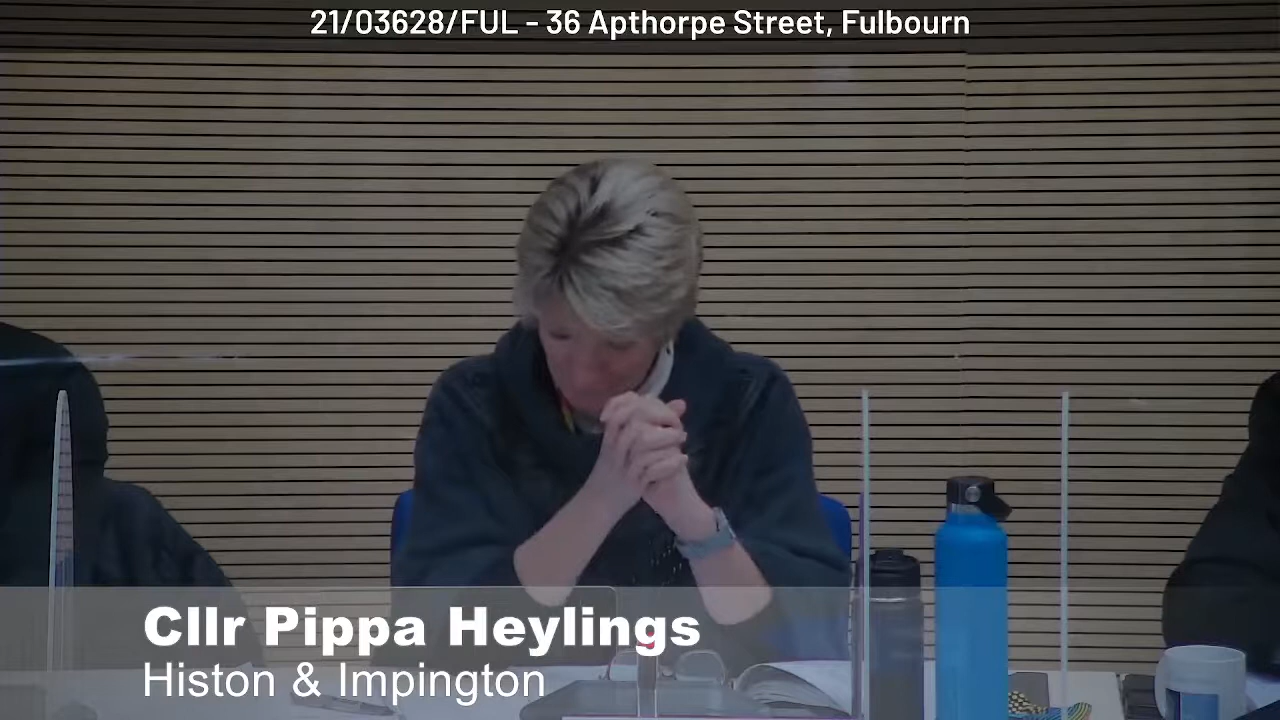 21/03628/FUL - 36 Apthorpe Street, Fulbourn
Cllr Pippa Heylings
Histon & Impington